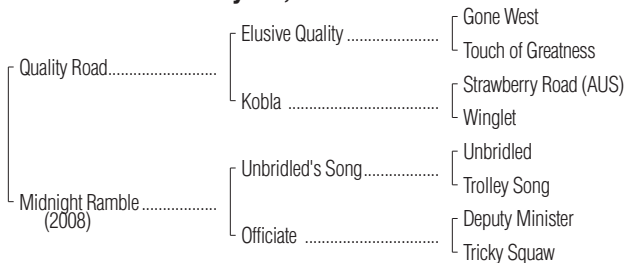 Gone West
Elusive Quality ...................
Touch of Greatness
Quality Road.......................
Strawberry Road (AUS)
Kobla ...............................
Winglet
Unbridled
Unbridled's Song................
Trolley Song
Midnight Ramble ................
(2008)
Deputy Minister
Officiate ............................
Tricky Squaw